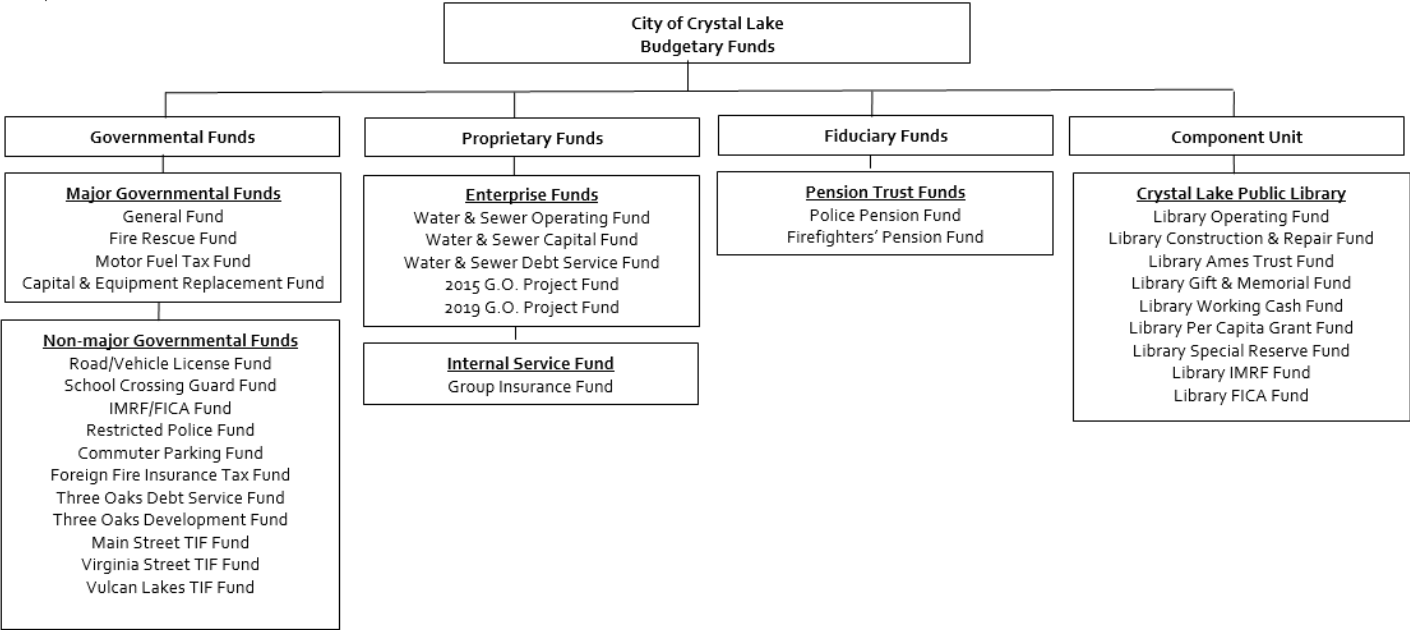 City of Crystal Lake
Budgetary Funds
Governmental Funds
Major Governmental Funds
General Fund
Fire Rescue Fund
Motor Fuel Tax Fund
Capital & Equipment Replacement Fund
Non-major Governmental Funds
Road/Vehicle License Fund
School Crossing Guard Fund
IMRF/FICA Fund
Restricted Police Fund
Commuter Parking Fund
Foreign Fire Insurance Tax Fund
Three Oaks Debt Service Fund
Three Oaks Development Fund
Main Street TIF Fund
Virginia Street TIF Fund
Vulcan Lakes TIF Fund
Proprietary Funds
Enterprise Funds
Water & Sewer Operating Fund
Water & Sewer Capital Fund
Water & Sewer Debt Service Fund
2015 G.O. Project Fund
2019 G.O. Project Fund
Internal Service Fund
Group Insurance Fund
Fiduciary Funds
Pension Trust Funds
Police Pension Fund
Firefighters’ Pension Fund
Component Unit
Crystal Lake Public Library
Library Operating Fund
Library Construction & Repair Fund
Library Ames Trust Fund
Library Gift & Memorial Fund
Library Working Cash Fund
Library Per Capita Grant Fund
Library Special Reserve Fund
Library IMRF Fund
Library FICA Fund